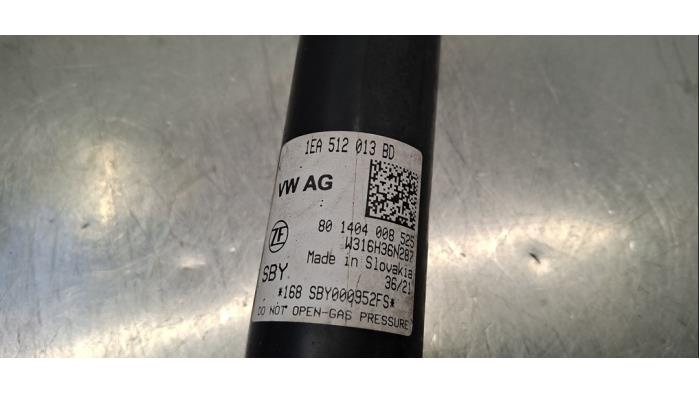 1EA 512 013 BD
VW AG
80 1404 008 525
ZF
W316H36N287
Made in Slovakia
SBY
36/21
*168 SBY000952FS*
DO NOT OPEN-GAS PRESSURE